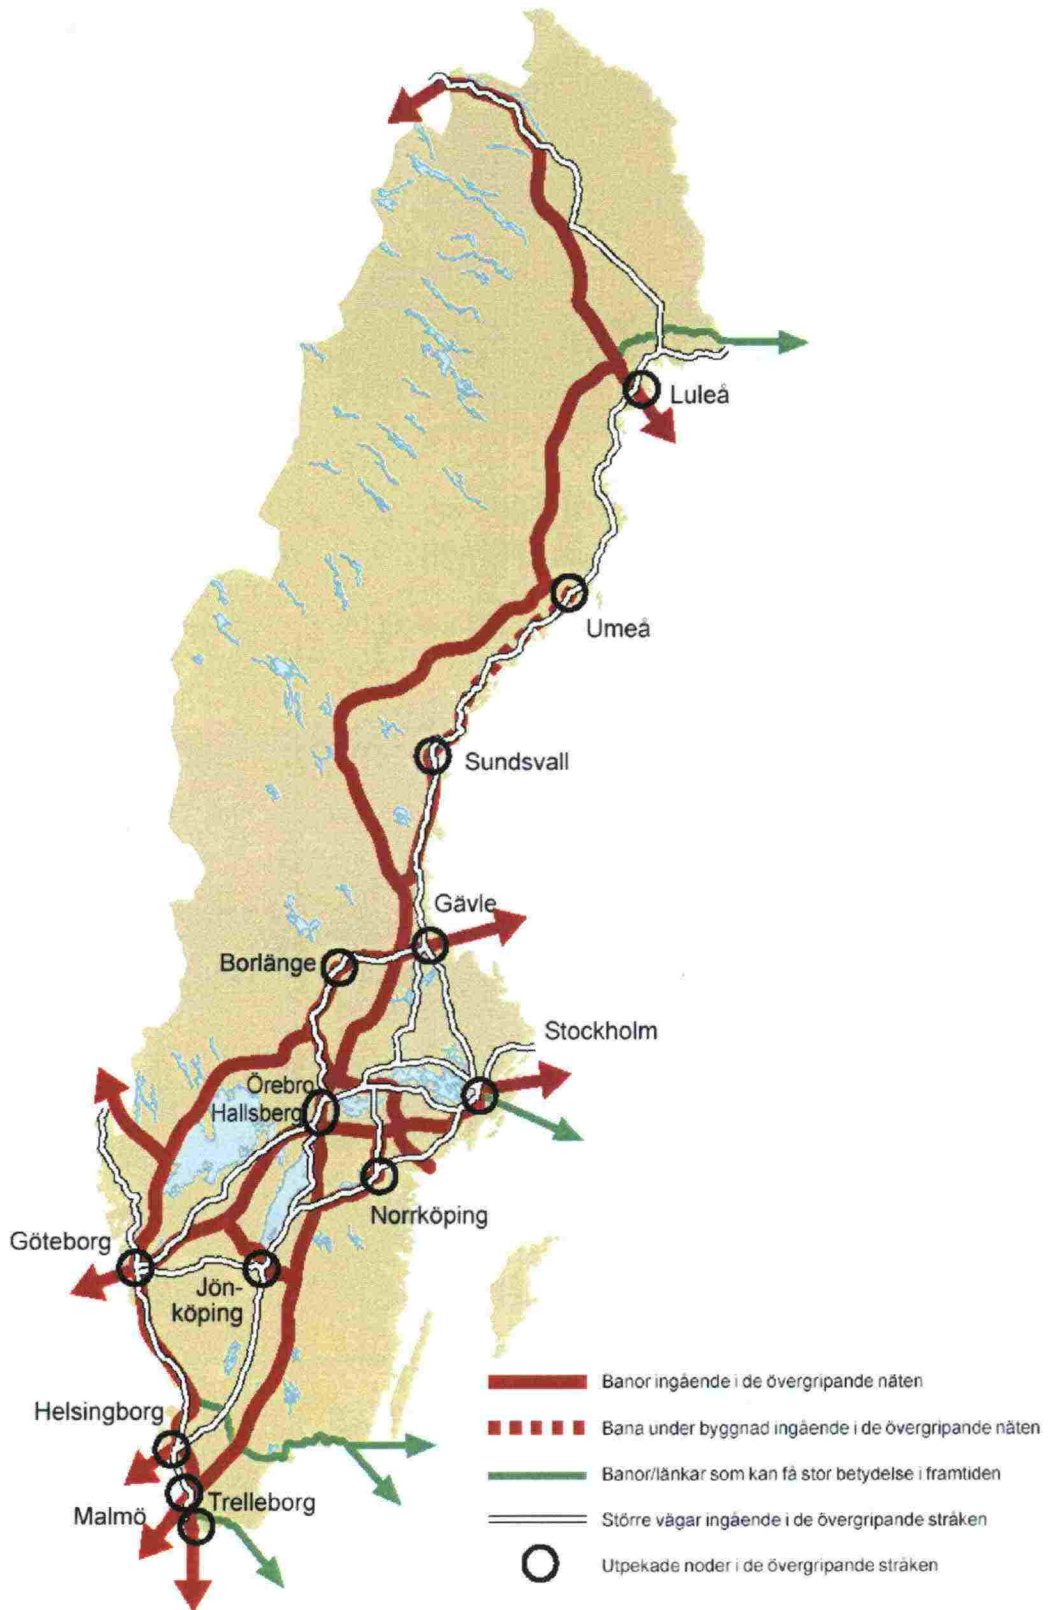 Luleå
Umeå
Sundsvall
Gävle
Borlänge
Stockholm
Örebro
Hallsberg
Norrköping
Göteborg
Jön-
köping
Helsingborg
Trelleborg
Malmö
Banor ingående i de övergripande näten
Bana under byggnad ingående i de övergripande näten
Banor/länkar som kan få stor betydelse i framtiden
Större vägar ingående i de övergripande stråken
Utpekade noder i de övergripande stråken